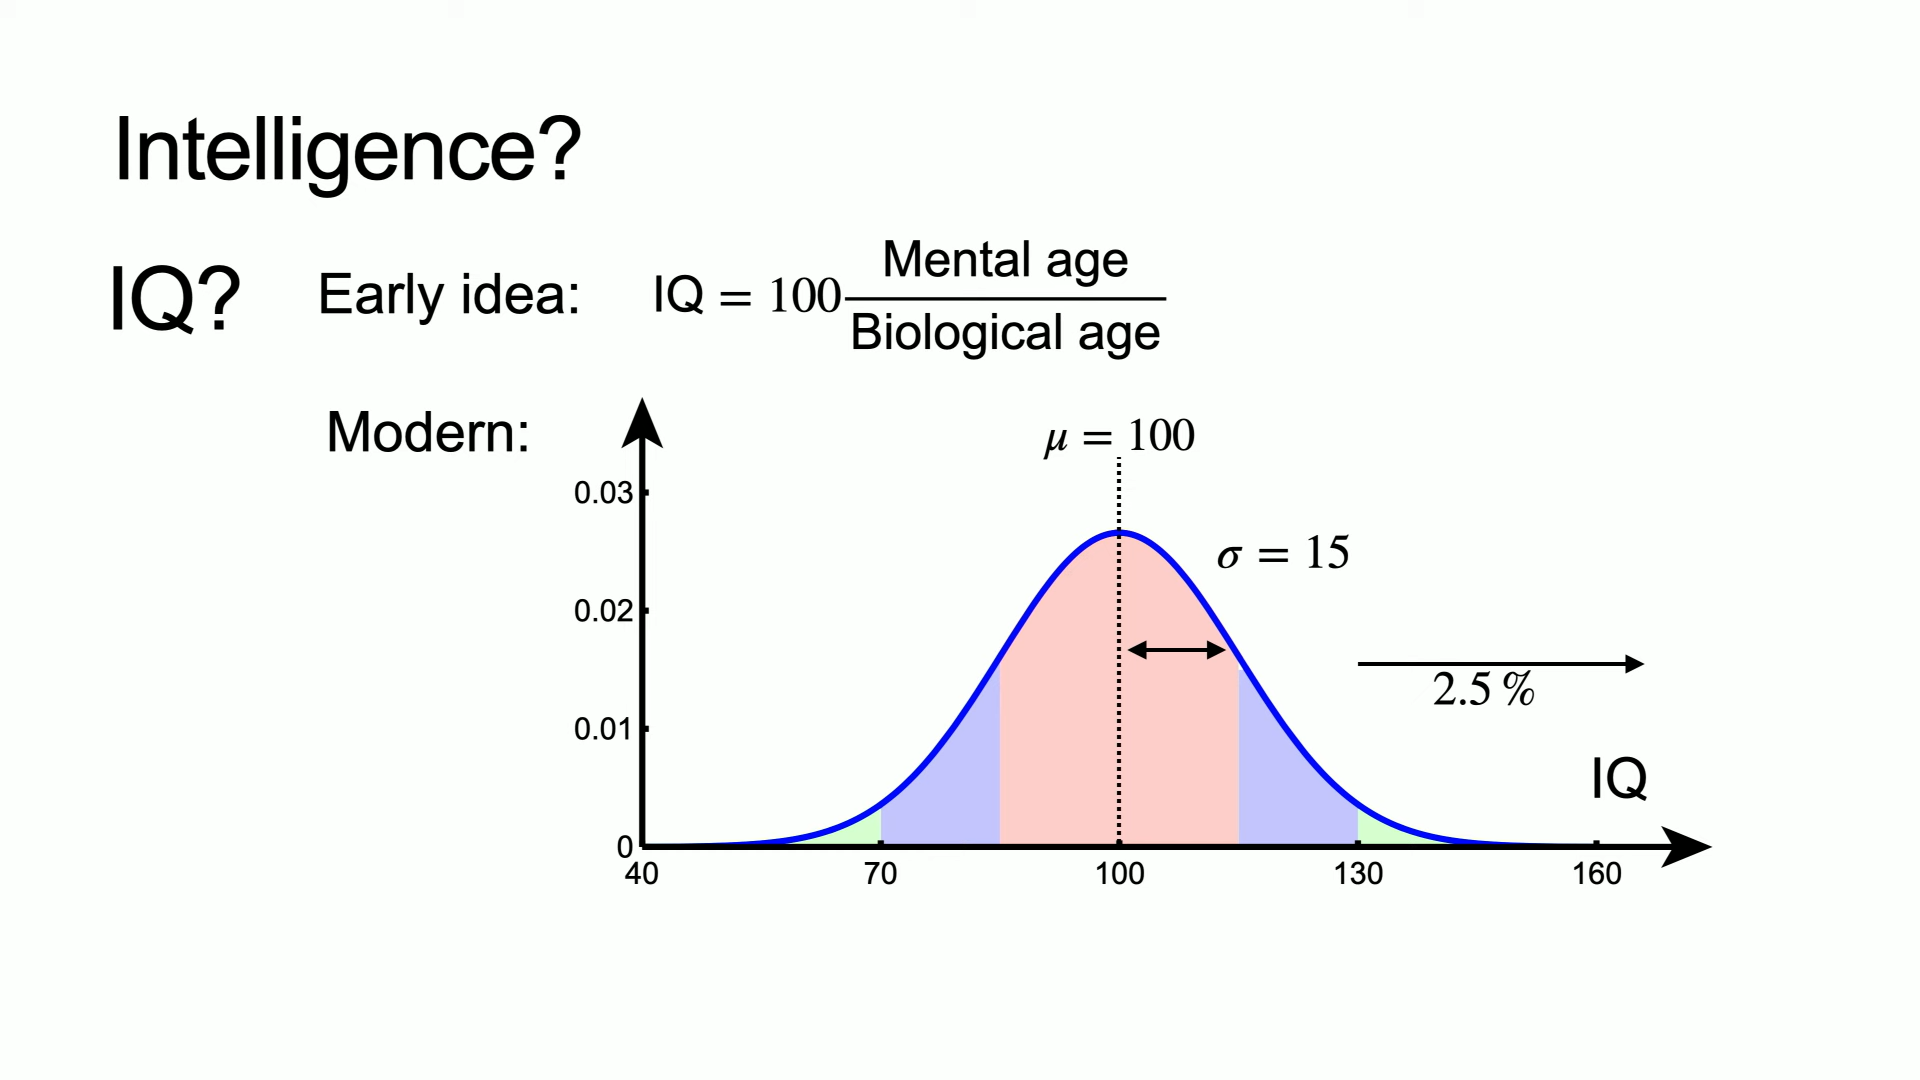 Intelligence?
IQ? Early idea: IQ = 100 Mental age
Biological age
Modern:
μ = 100
0.03
σ = 15
0.02
2.5 %
0.01
IQ
0
40 70 100 130 160